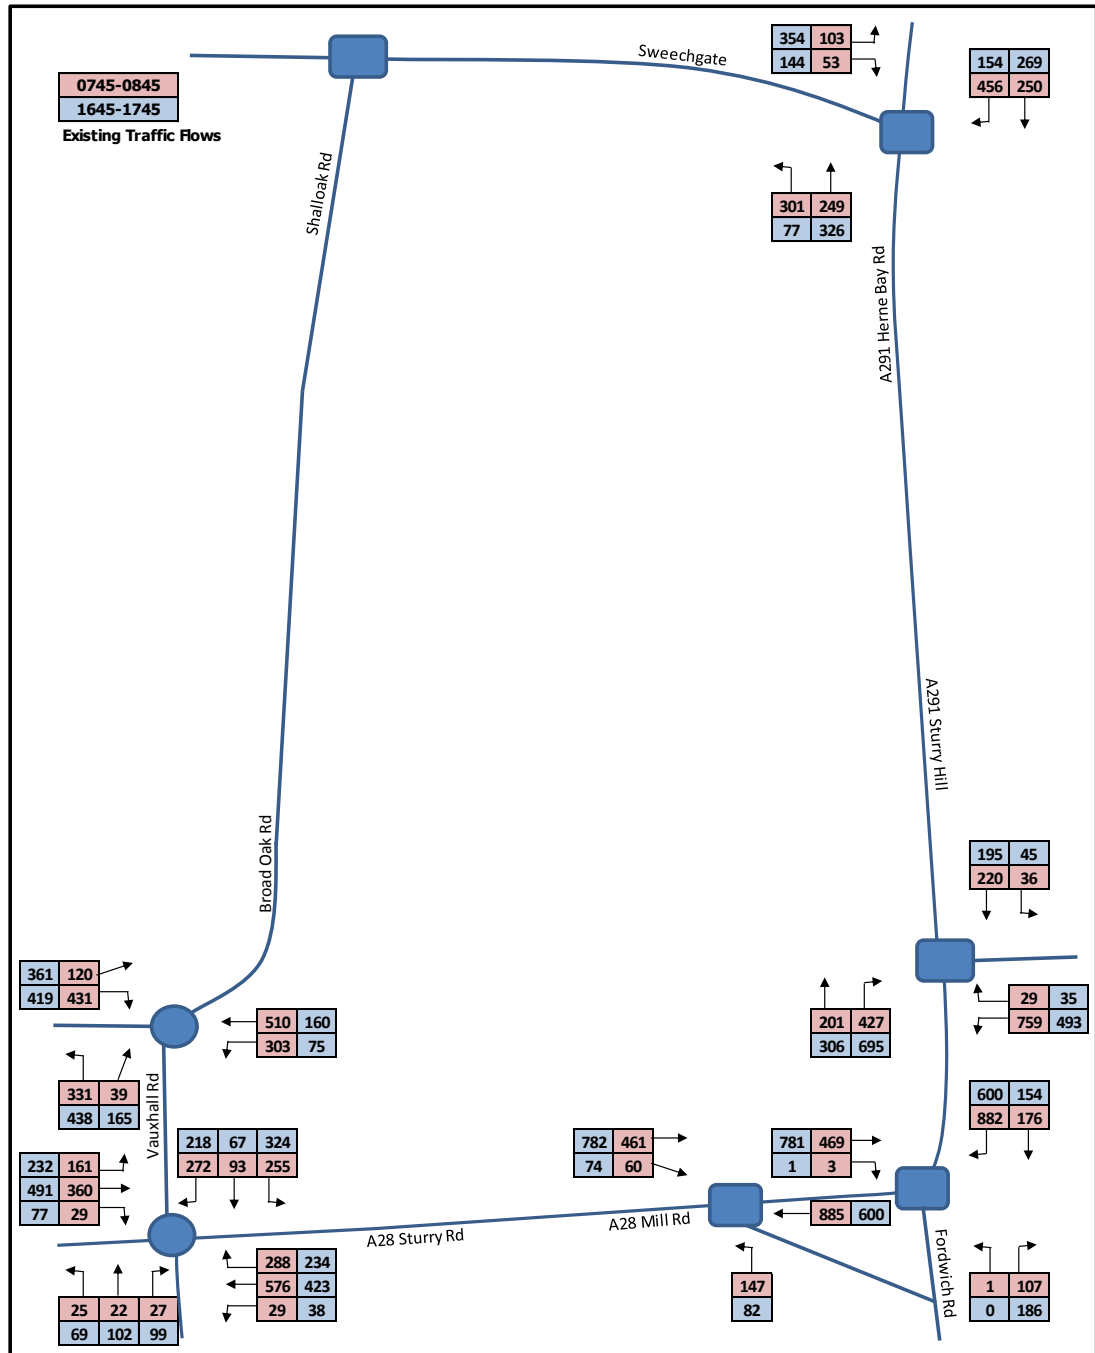 354 103
144 53
Sweechgate
154 269
456 250
0745-0845
1645-1745
Existing Traffic Flows
Shalloak Rd
301 249
77 326
A291 Herne Bay Rd
A291 Sturry Hill
Broad Oak Rd
195 45
220 36
361 120
419 431
510 160
303 75
201 427
306 695
29 35
759 493
331 39
438 165
Vauxhall Rd
600 154
882 176
218 67 324
272 93 255
782 461
74 60
781 469
1 3
232 161
491 360
77 29
885 600
A28 Mill Rd
A28 Sturry Rd
Fordwich Rd
288 234
576 423
29 38
25 22 27
69 102 99
147
82
1 107
0 186